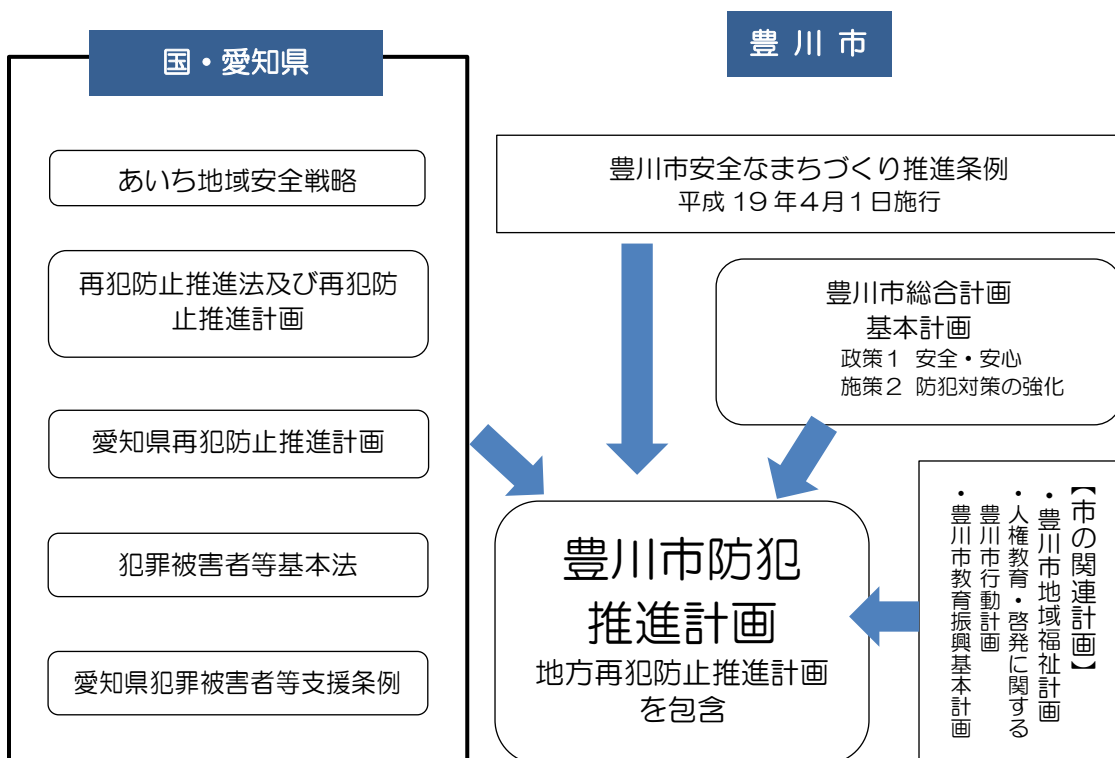 国・愛知県
あいち地域安全戦略
再犯防止推進法及び再犯防
止推進計画
愛知県再犯防止推進計画
犯罪被害者等基本法
愛知県犯罪被害者等支援条例
豊川市
豊川市安全なまちづくり推進条例
平成19年4月1日施行
豊川市総合計画
基本計画
政策1 安全・安心
施策2 防犯対策の強化
【市の関連計画】
・豊川市地域福祉計画
・人権教育・啓発に関する
豊川市行動計画
・豊川市教育振興基本計画
豊川市防犯
推進計画
地方再犯防止推進計画
を包含